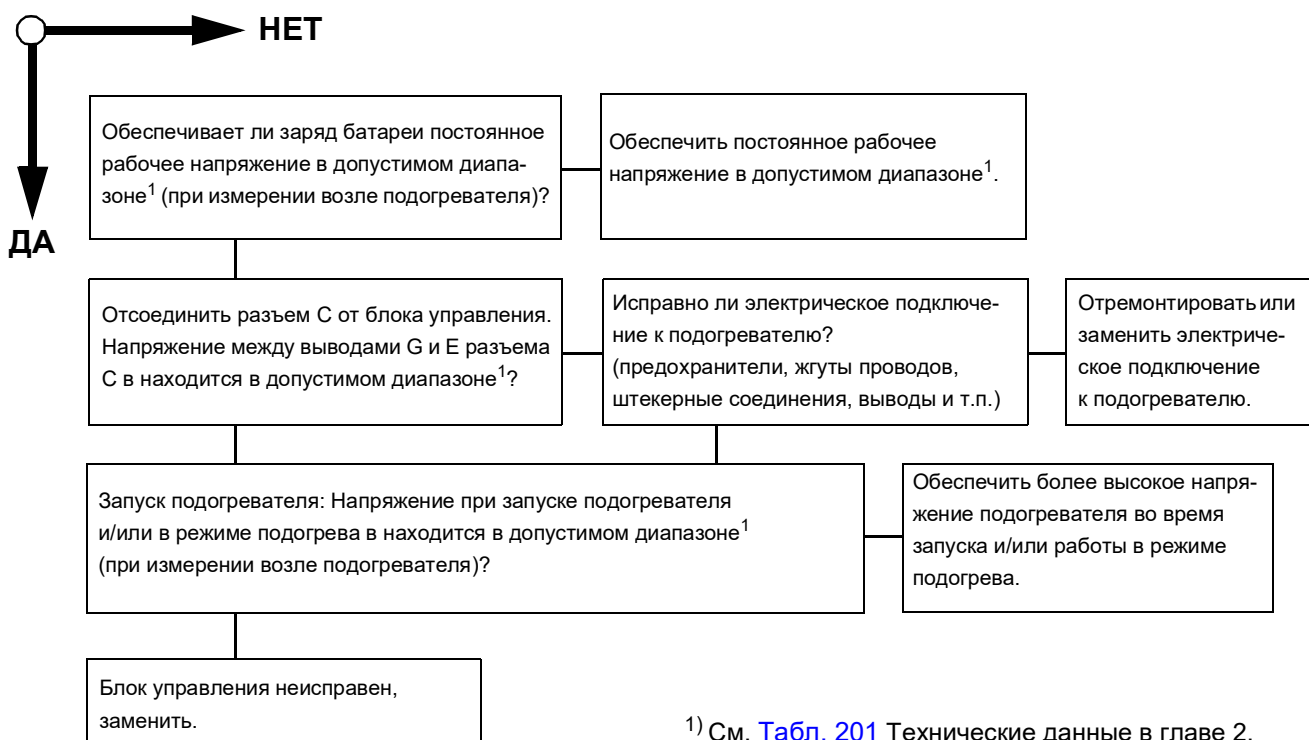 НЕТ
ДА
Обеспечивает ли заряд батареи постоянное
рабочее напряжение в допустимом диапа-
зоне1 (при измерении возле подогревателя)?
Обеспечить постоянное рабочее
напряжение в допустимом диапазоне1.
Отсоединить разъем С от блока управления.
Напряжение между выводами G и E разъема
С в находится в допустимом диапазоне1?
Исправно ли электрическое подключе-
ние к подогревателю?
(предохранители, жгуты проводов,
штекерные соединения, выводы и т.п.)
Отремонтировать или
заменить электриче-
ское подключение
к подогревателю.
Запуск подогревателя: Напряжение при запуске подогревателя
и/или в режиме подогрева в находится в допустимом диапазоне1
(при измерении возле подогревателя)?
Обеспечить более высокое напря-
жение подогревателя во время
запуска и/или работы в режиме
подогрева.
Блок управления неисправен,
заменить.
1) См. Табл. 201 Технические данные в главе 2.